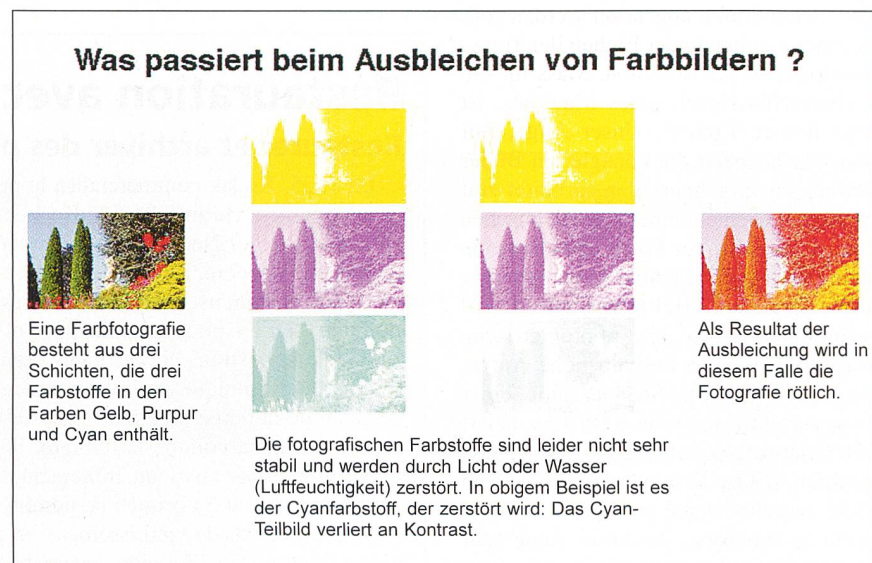 Was passiert beim Ausbleichen von Farbbildern ?
Eine Farbfotografie
besteht aus drei
Schichten, die drei
Farbstoffe in den
Farben Gelb, Purpur
und Cyan enthält.
Die fotografischen Farbstoffe sind leider nicht sehr
stabil und werden durch Licht oder Wasser
(Luftfeuchtigkeit) zerstört. In obigem Beispiel ist es
der Cyanfarbstoff, der zerstört wird: Das Cyan-
Teilbild verliert an Kontrast.
Als Resultat der
Ausbleichung wird in
diesem Falle die
Fotografie rötlich.